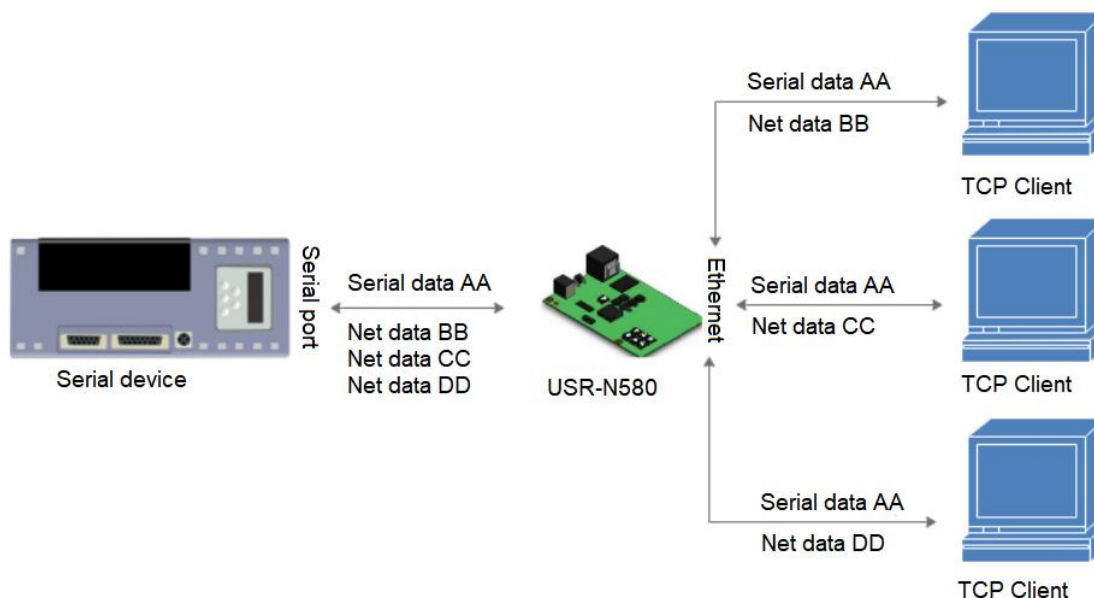 Serial data AA
Net data BB
TCP Client
Serial port
Serial data AA
Net data BB
Net data CC
Net data DD
Serial device
USR-N580
Ethernet
Serial data AA
Net data CC
TCP Client
Serial data AA
Net data DD
TCP Client